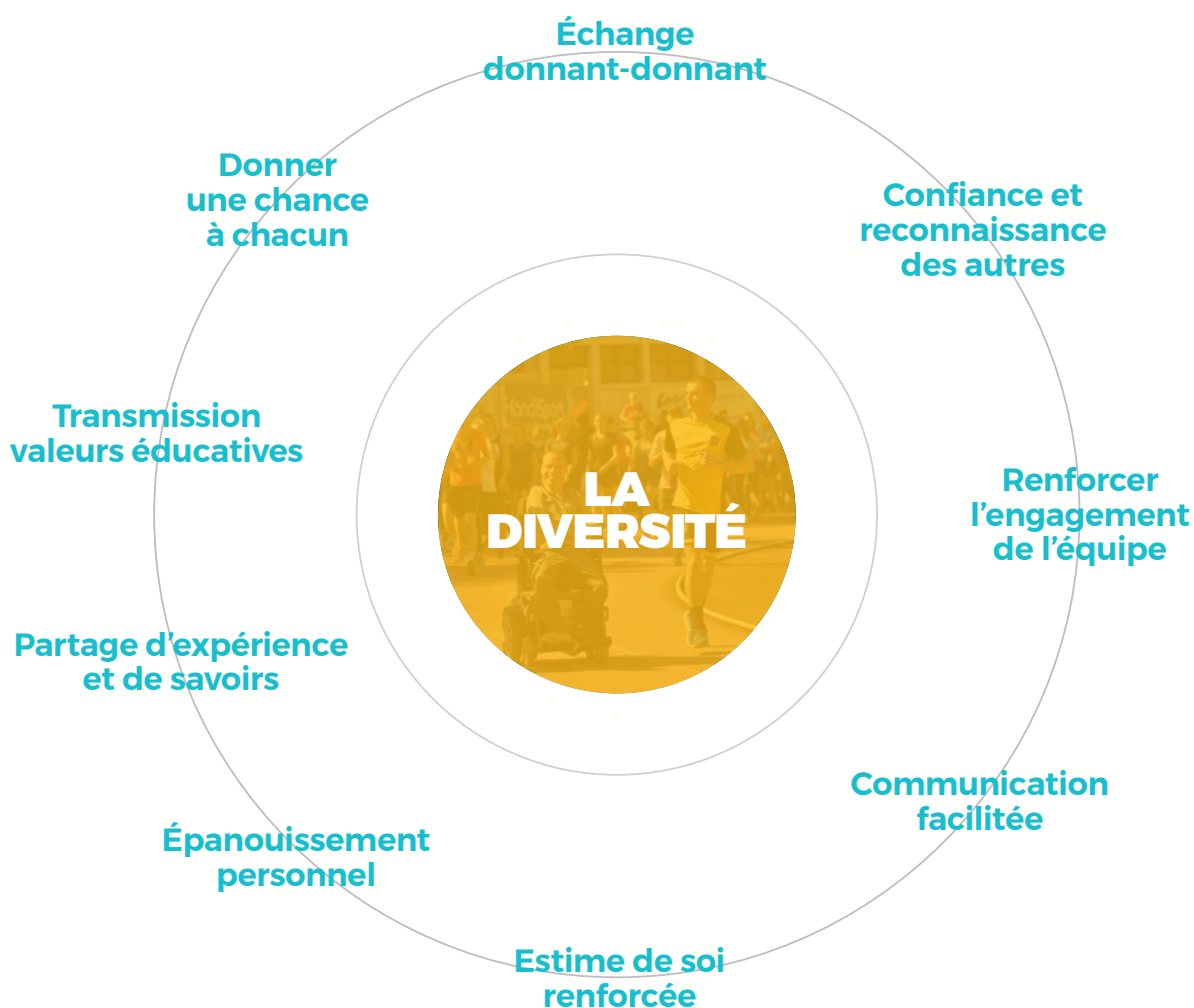 Échange
donnant-donnant
Confiance et
reconnaissance
des autres
Renforcer
l’engagement
de l’équipe
Communication
facilitée
Estime de soi
renforcée
Épanouissement
personnel
Partage d’expérience
et de savoirs
Transmission
valeurs éducatives
Donner
une chance
à chacun
HandiSport
LA
DIVERSITÉ